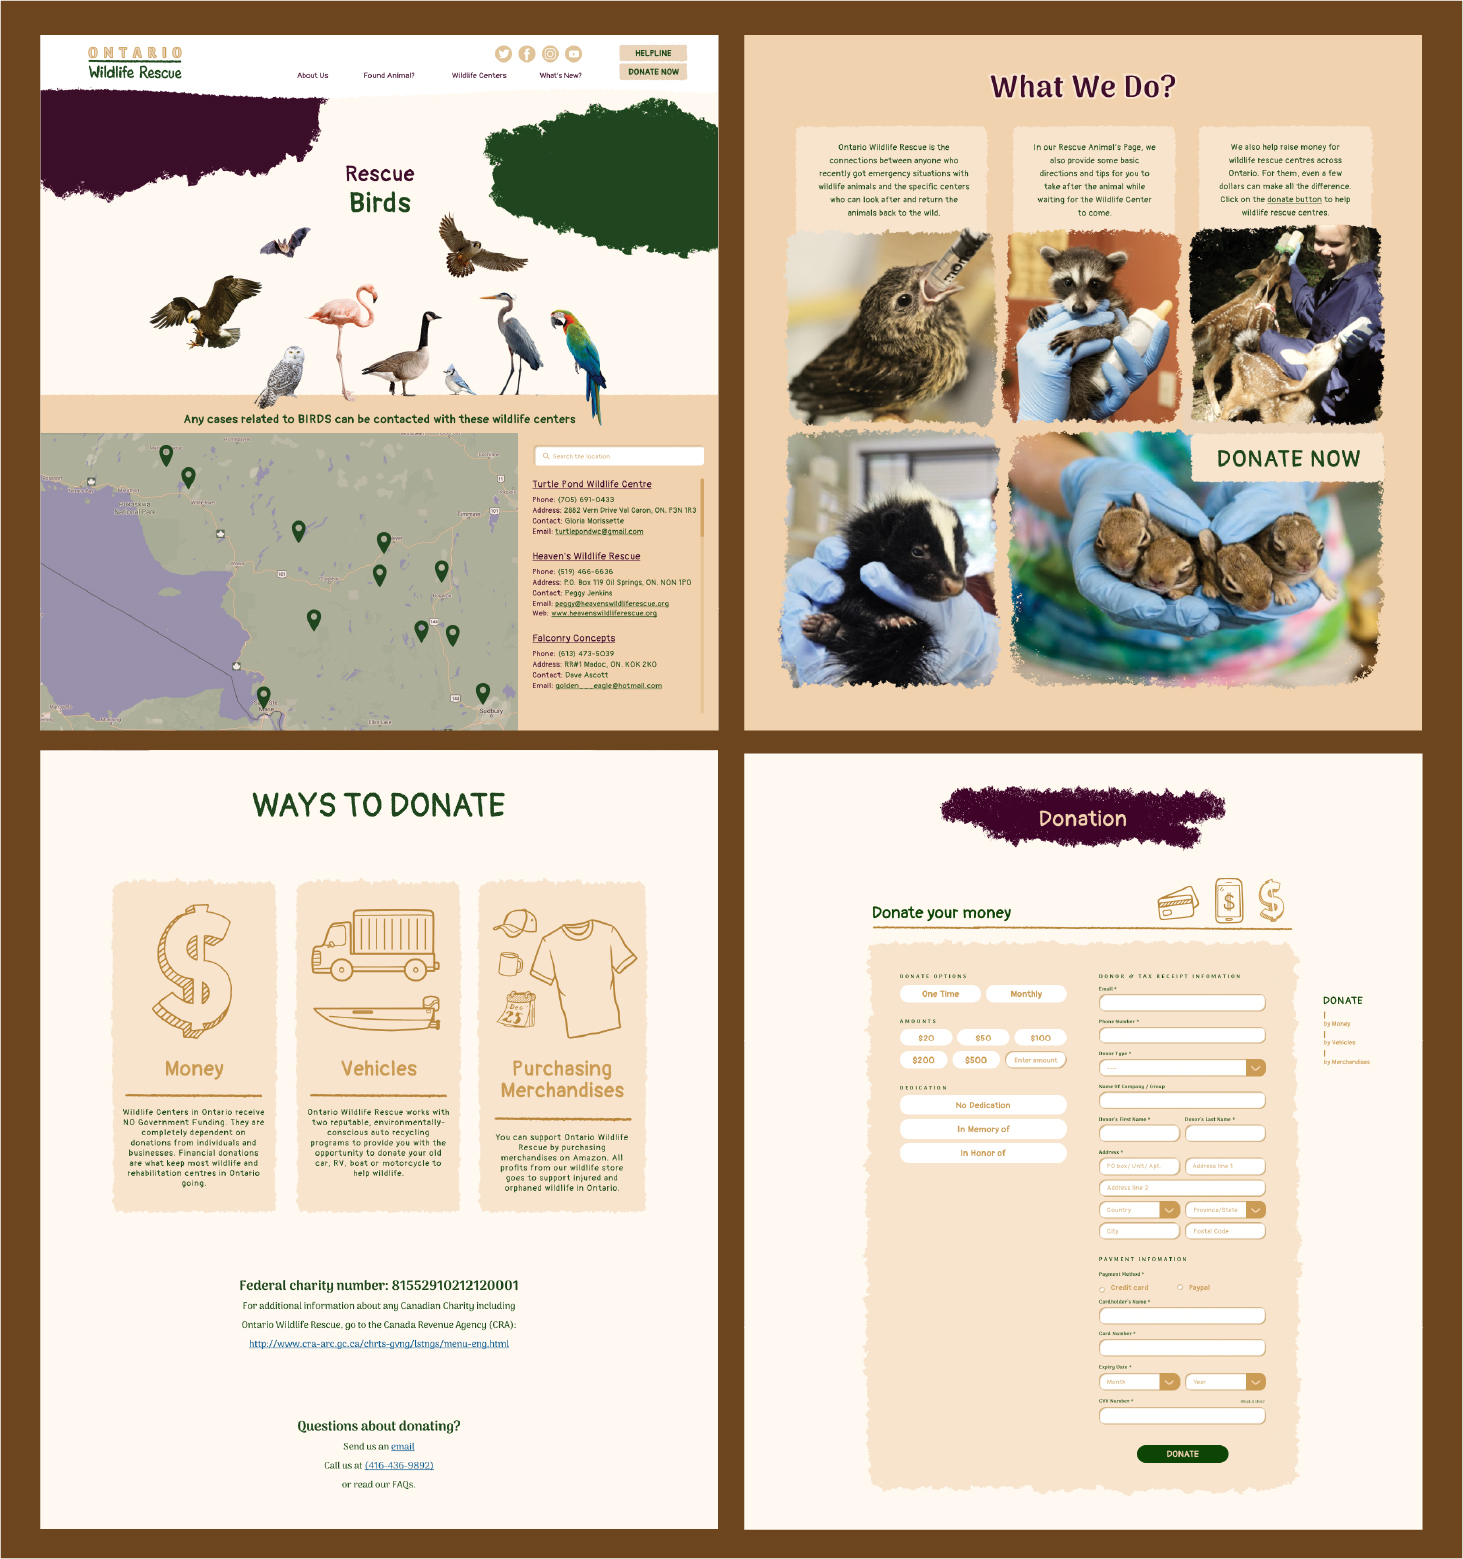 ONTARIO
Wildlife Rescue
About Us
Found Animal?
Wildlife Centers
What's New?
HELPLINE
DONATE NOW
Rescue
Birds
Any cases related to BIRDS can be contacted with these wildlife centers
Search the location
Turtle Pond Wildlife Centre
Phone: (705) 691-0433
Address: 2882 Vern Drive Val Caron, ON. P3N 1R3
Contact: Gloria Morissette
Email: turtlepondwc@gmail.com
Heaven's Wildlife Rescue
Phone: (519) 466-6636
Address: P.O. Box 119 Oil Springs, ON. NON 1PO
Contact: Peggy Jenkins
Email: peggy@heavenswildliferescue.org
Web: www.heavenswildliferescue.org
Falconry Concepts
Phone: (613) 473-5039
Address: RR#1 Madoc, ON. KOK 2KO
Contact: Dave Ascott
Email: golden___eagle@hotmail.com
Sudbury
What We Do?
Ontario Wildlife Rescue is the
connections between anyone who
recently got emergency situations with
wildlife animals and the specific centers
who can look after and return the
animals back to the wild.
In our Rescue Animal's Page, we
also provide some basic
directions and tips for you to
take after the animal while
waiting for the Wildlife Center
to come.
We also help raise money for
wildlife rescue centres across
Ontario. For them, even a few
dollars can make all the difference.
Click on the donate button to help
wildlife rescue centres.
DONATE NOW
WAYS TO DONATE
Dec
25
Money
Wildlife Centers in Ontario receive
NO Government Funding. They are
completely dependent on
donations from individuals and
businesses. Financial donations
are what keep most wildlife and
rehabilitation centres in Ontario
going.
Vehicles
Ontario Wildlife Rescue works with
two reputable, environmentally-
conscious auto recycling
programs to provide you with the
opportunity to donate your old
car, RV, boat or motorcycle to
help wildlife.
Purchasing
Merchandises
You can support Ontario Wildlife
Rescue by purchasing
merchandises on Amazon. All
profits from our wildlife store
goes to support injured and
orphaned wildlife in Ontario.
Federal charity number: 81552910212120001
For additional information about any Canadian Charity including
Ontario Wildlife Rescue, go to the Canada Revenue Agency (CRA):
http://www.cra-arc.gc.ca/chrts-gvng/lstngs/menu-eng.html
Questions about donating?
Send us an email
Call us at (416-436-9892)
or read our FAQs.
Donation
Donate your money
DONATE OPTIONS
One Time
Monthly
AMOUNTS
$20
$50
$100
$200
$500
Enter amount
DEDICATION
No Dedication
In Memory of
In Honor of
DONOR & TAX RECEIPT INFOMATION
Email *
Phone Number *
Donor Type *
---
Name Of Company / Group
Donor's First Name *
Donor's Last Name *
Address *
PO box/ Unit/ Apt.
Address line 1
Address line 2
Country
Province/State
City
Postal Code
PAYMENT INFOMATION
Payment Method *
Credit card
Paypal
Cardholder's Name *
Card Number *
Expiry Date *
Month
Year
CVV Number *
What is this?
DONATE
DONATE
by Money
by Vehicles
by Merchandises